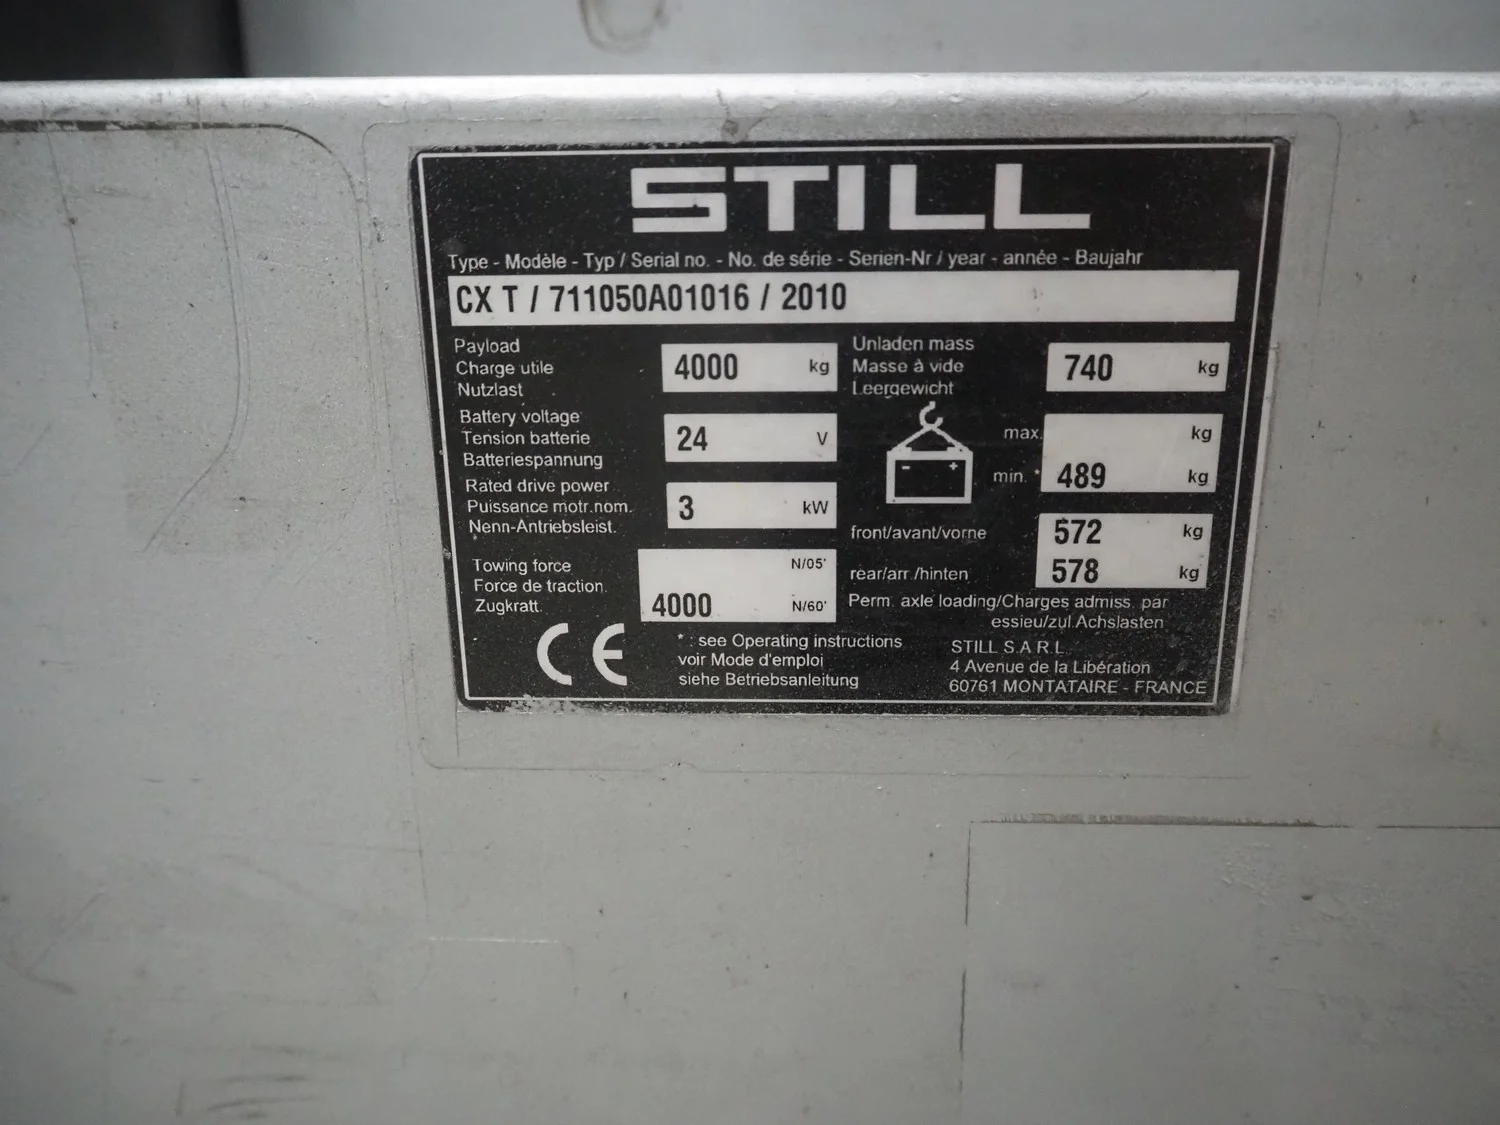 STILL
Type - Modèle - Typ / Serial no. - No. de série - Serien-Nr / year - année - Baujahr
CX T / 711050A01016 / 2010
Payload
Charge utile
Nutzlast
4000 kg
Unladen mass
Masse à vide
Leergewicht
740 kg
Battery voltage
Tension batterie
Batteriespannung
24 V
- +
max. kg
min. * 489 kg
Rated drive power
Puissance motr.nom.
Nenn-Antriebsleist.
3 kW
front/avant/vorne 572 kg
rear/arr./hinten 578 kg
Towing force
Force de traction.
Zugkratt.
N/05'
4000 N/60'
Perm. axle loading/Charges admiss. par
essieu/zul.Achslasten
CE
* : see Operating instructions
voir Mode d'emploi
siehe Betriebsanleitung
STILL S.A.R.L.
4 Avenue de la Libération
60761 MONTATAIRE - FRANCE